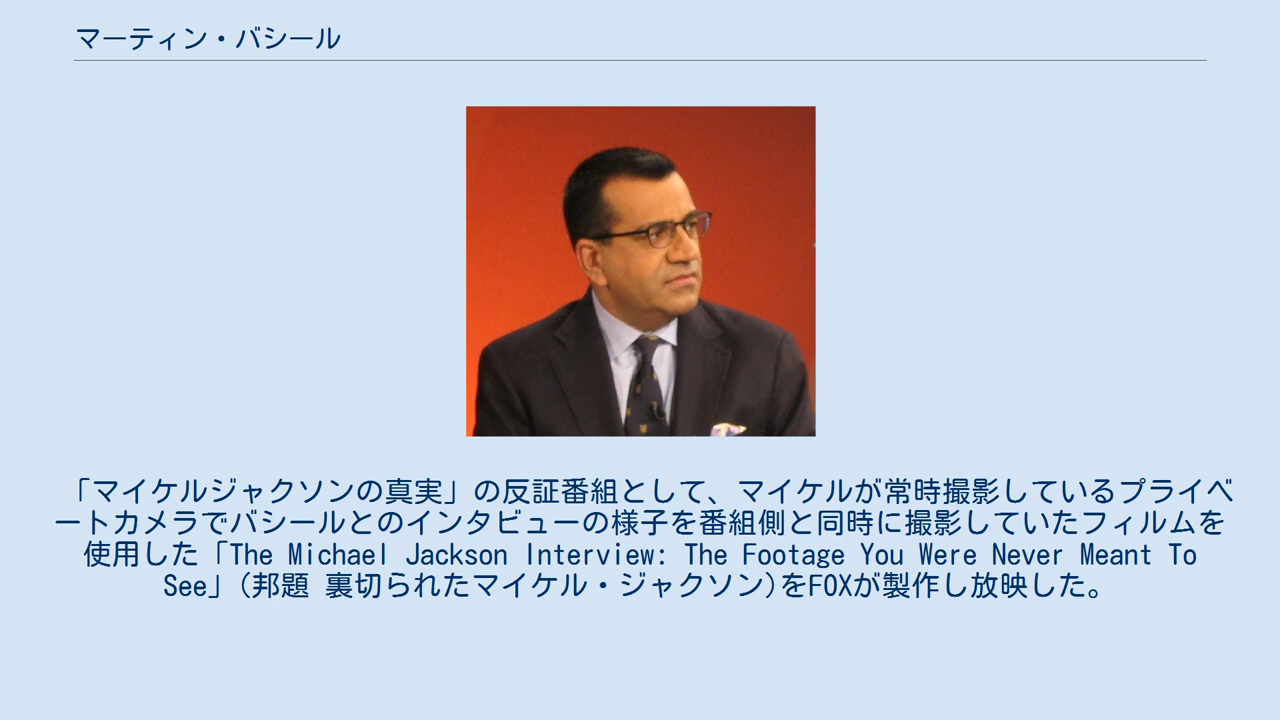 マーティン・バシール
「マイケルジャクソンの真実」の反証番組として、マイケルが常時撮影しているプライベ
ートカメラでバシールとのインタビューの様子を番組側と同時に撮影していたフィルムを
使用した「The Michael Jackson Interview: The Footage You Were Never Meant To
See」(邦題 裏切られたマイケル・ジャクソン)をFOXが製作し放映した。